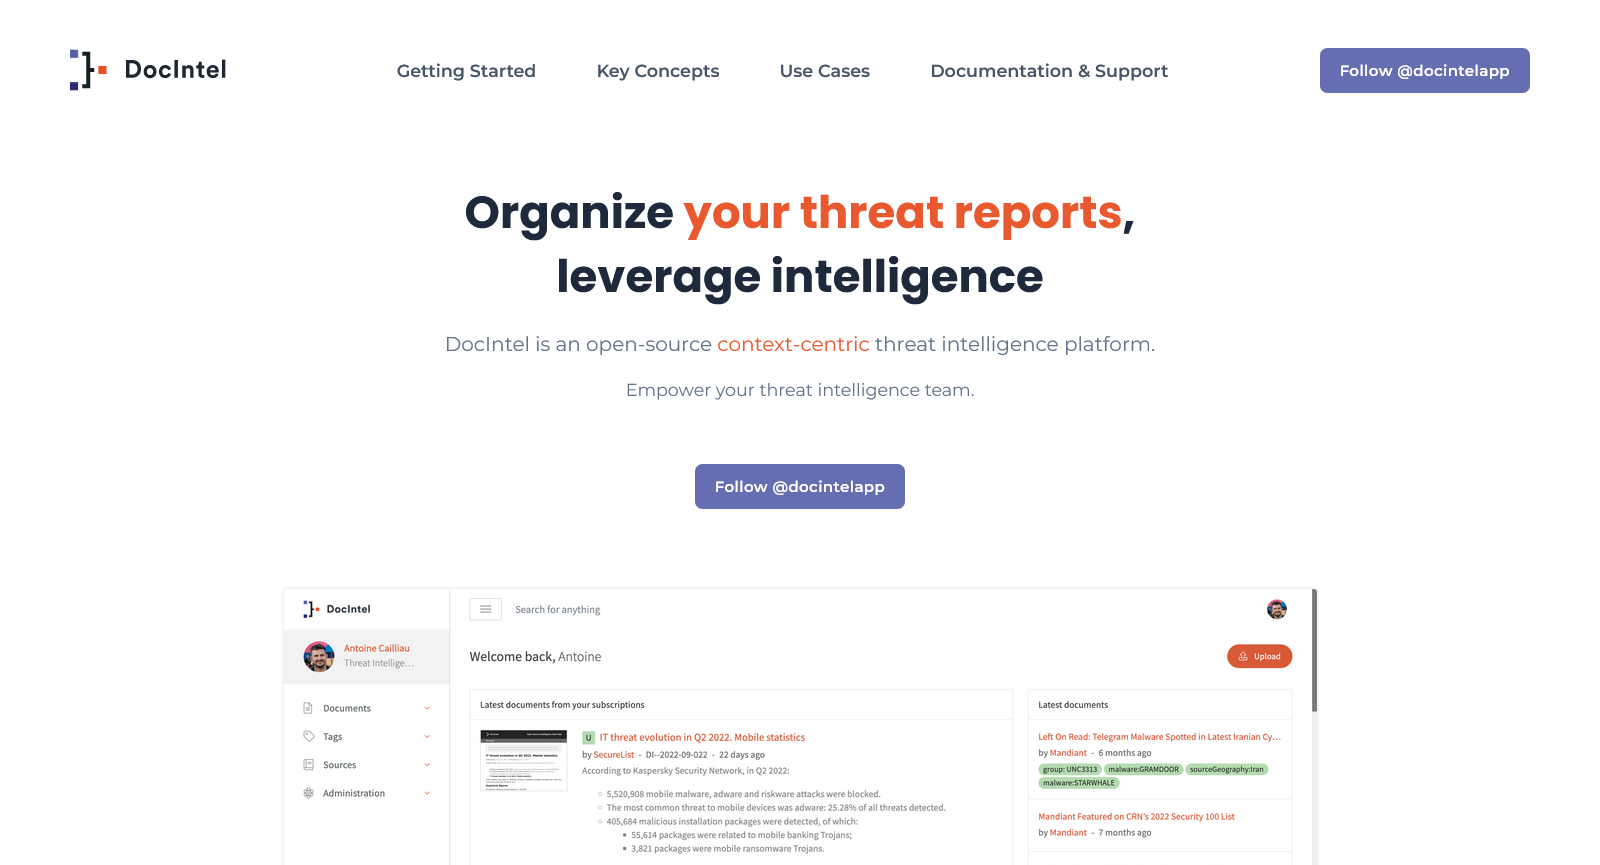 DocIntel
Getting Started
Key Concepts
Use Cases
Documentation & Support
Follow @docintelapp
Organize your threat reports,
leverage intelligence
DocIntel is an open-source context-centric threat intelligence platform.
Empower your threat intelligence team.
Follow @docintelapp
DocIntel
Search for anything
Antoine Cailliau
Threat Intellige...
Documents
Tags
Sources
Administration
Welcome back, Antoine
Upload
Latest documents from your subscriptions
U IT threat evolution in Q2 2022. Mobile statistics
by SecureList - DI--2022-09-022 - 22 days ago
According to Kaspersky Security Network, in Q2 2022:
5,520,908 mobile malware, adware and riskware attacks were blocked.
The most common threat to mobile devices was adware: 25.28% of all threats detected.
405,684 malicious installation packages were detected, of which:
55,614 packages were related to mobile banking Trojans;
3,821 packages were mobile ransomware Trojans.
Latest documents
Left On Read: Telegram Malware Spotted in Latest Iranian Cy...
by Mandiant - 6 months ago
group: UNC3313 malware:GRAMDOOR sourceGeography:Iran
malware:STARWHALE
Mandiant Featured on CRN's 2022 Security 100 List
by Mandiant - 7 months ago